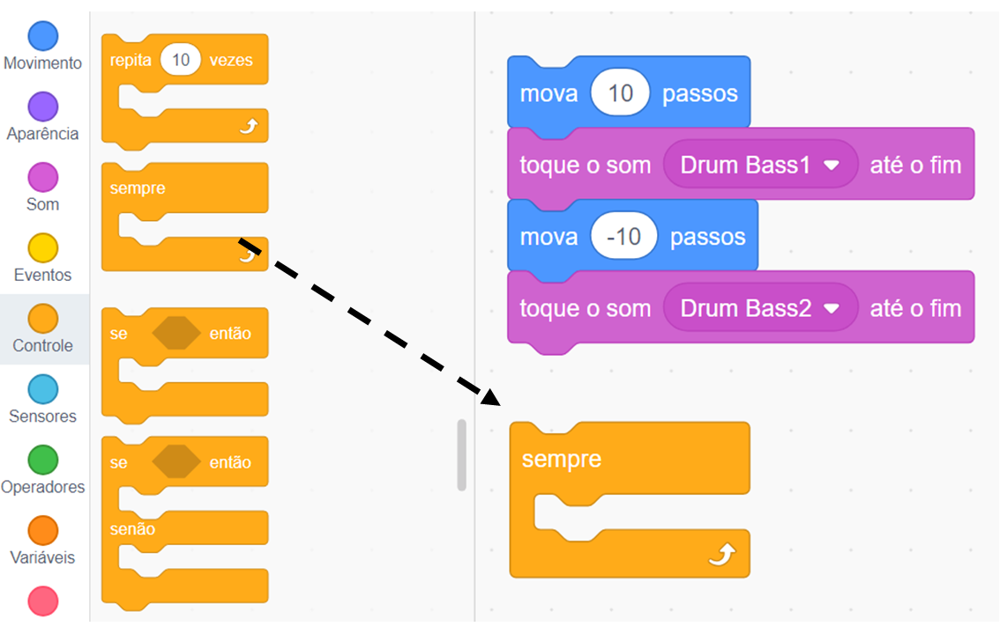 Movimento
Aparência
Som
Eventos
Controle
Sensores
Operadores
Variáveis
repita 10 vezes
sempre
se então
se então
senão
mova 10 passos
toque o som Drum Bass1 até o fim
mova -10 passos
toque o som Drum Bass2 até o fim
sempre